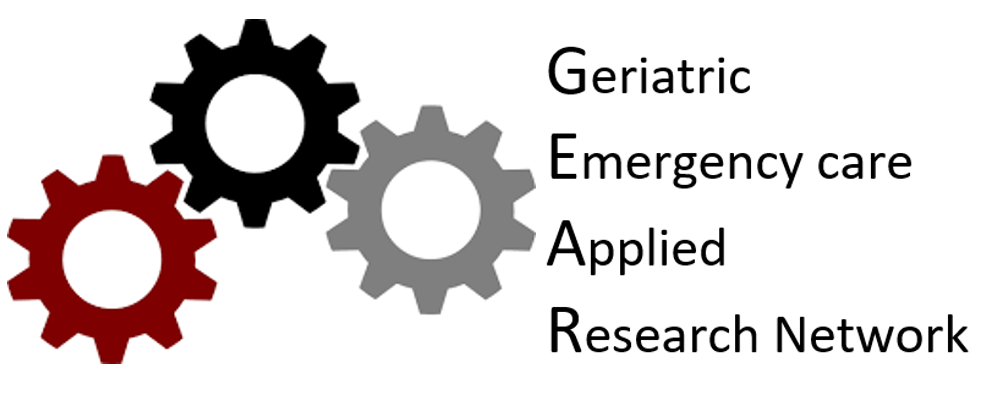 Geriatric
Emergency care
Applied
Research Network